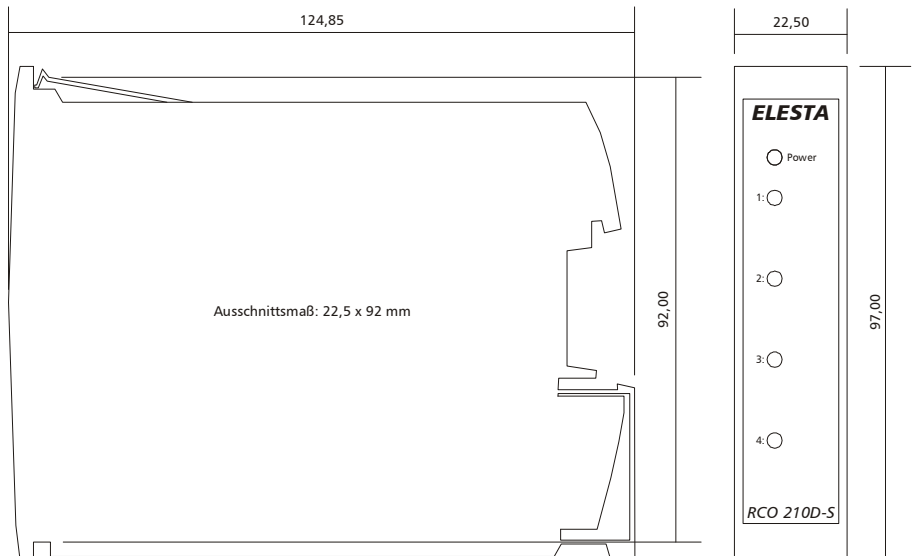 124,85
22,50
ELESTA
Power
1:
2:
Ausschnittsmaß: 22,5 x 92 mm
92,00
97,00
3:
4:
RCO 210D-S